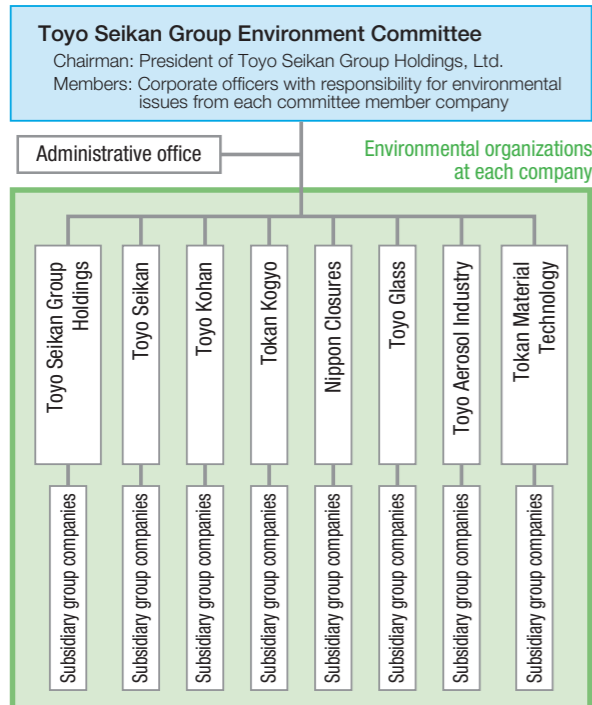 Toyo Seikan Group Environment Committee
Chairman: President of Toyo Seikan Group Holdings, Ltd.
Members: Corporate officers with responsibility for environmental
issues from each committee member company
Administrative office
Environmental organizations
at each company
Toyo Seikan Group
Holdings
Toyo Seikan
Toyo Kohan
Tokan Kogyo
Nippon Closures
Toyo Glass
Toyo Aerosol Industry
Tokan Material
Technology
Subsidiary group companies
Subsidiary group companies
Subsidiary group companies
Subsidiary group companies
Subsidiary group companies
Subsidiary group companies
Subsidiary group companies
Subsidiary group companies